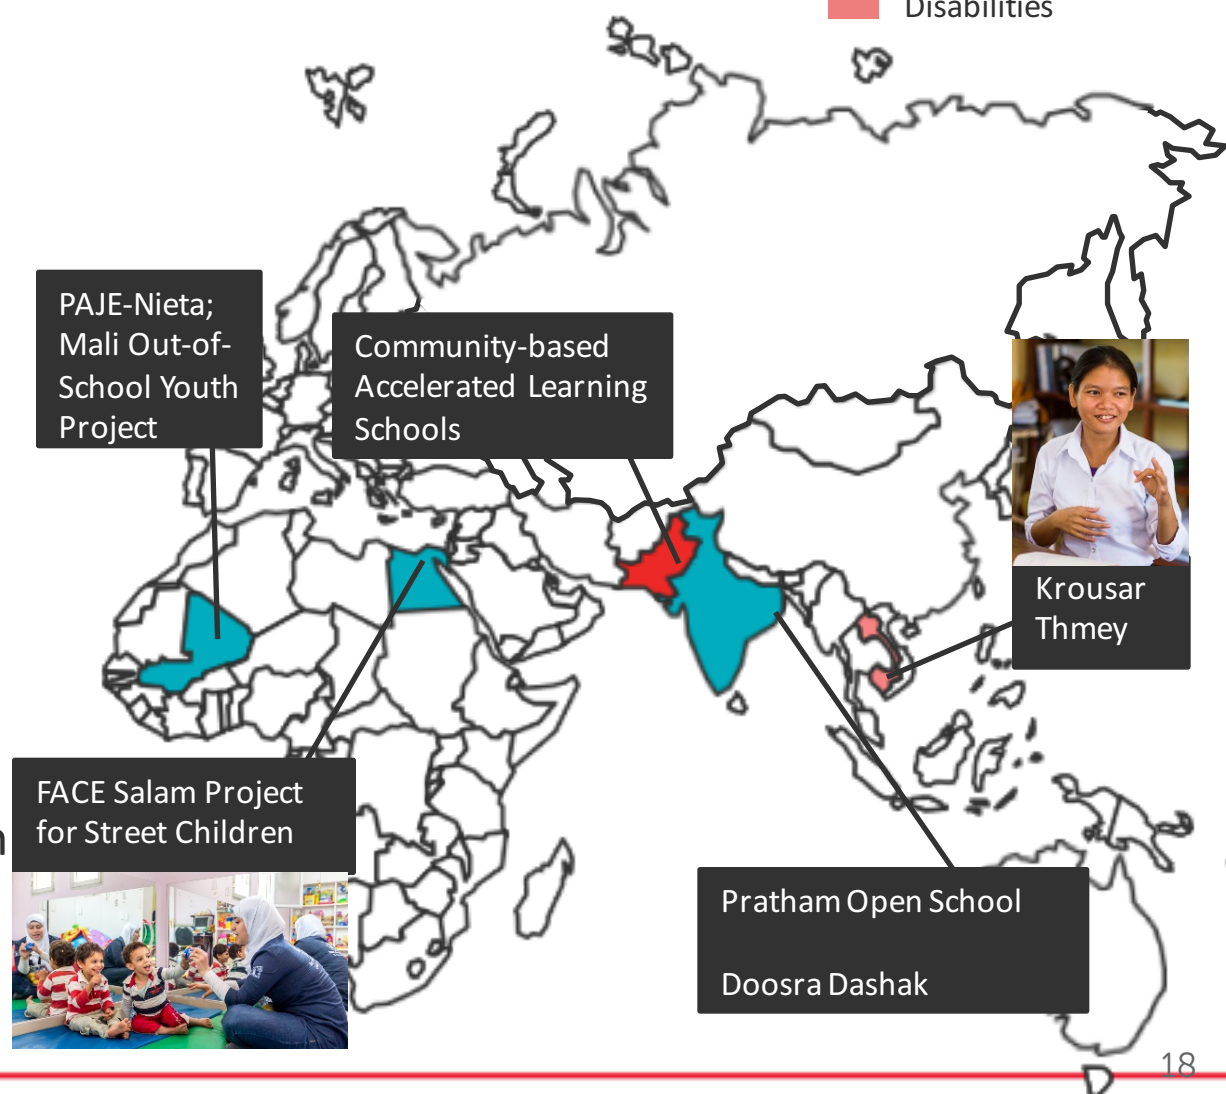 Disabilities
PAJE-Nieta;
Mali Out-of-
School Youth
Project
Community-based
Accelerated Learning
Schools
Krousar
Thmey
FACE Salam Project
for Street Children
Pratham Open School
Doosra Dashak
18